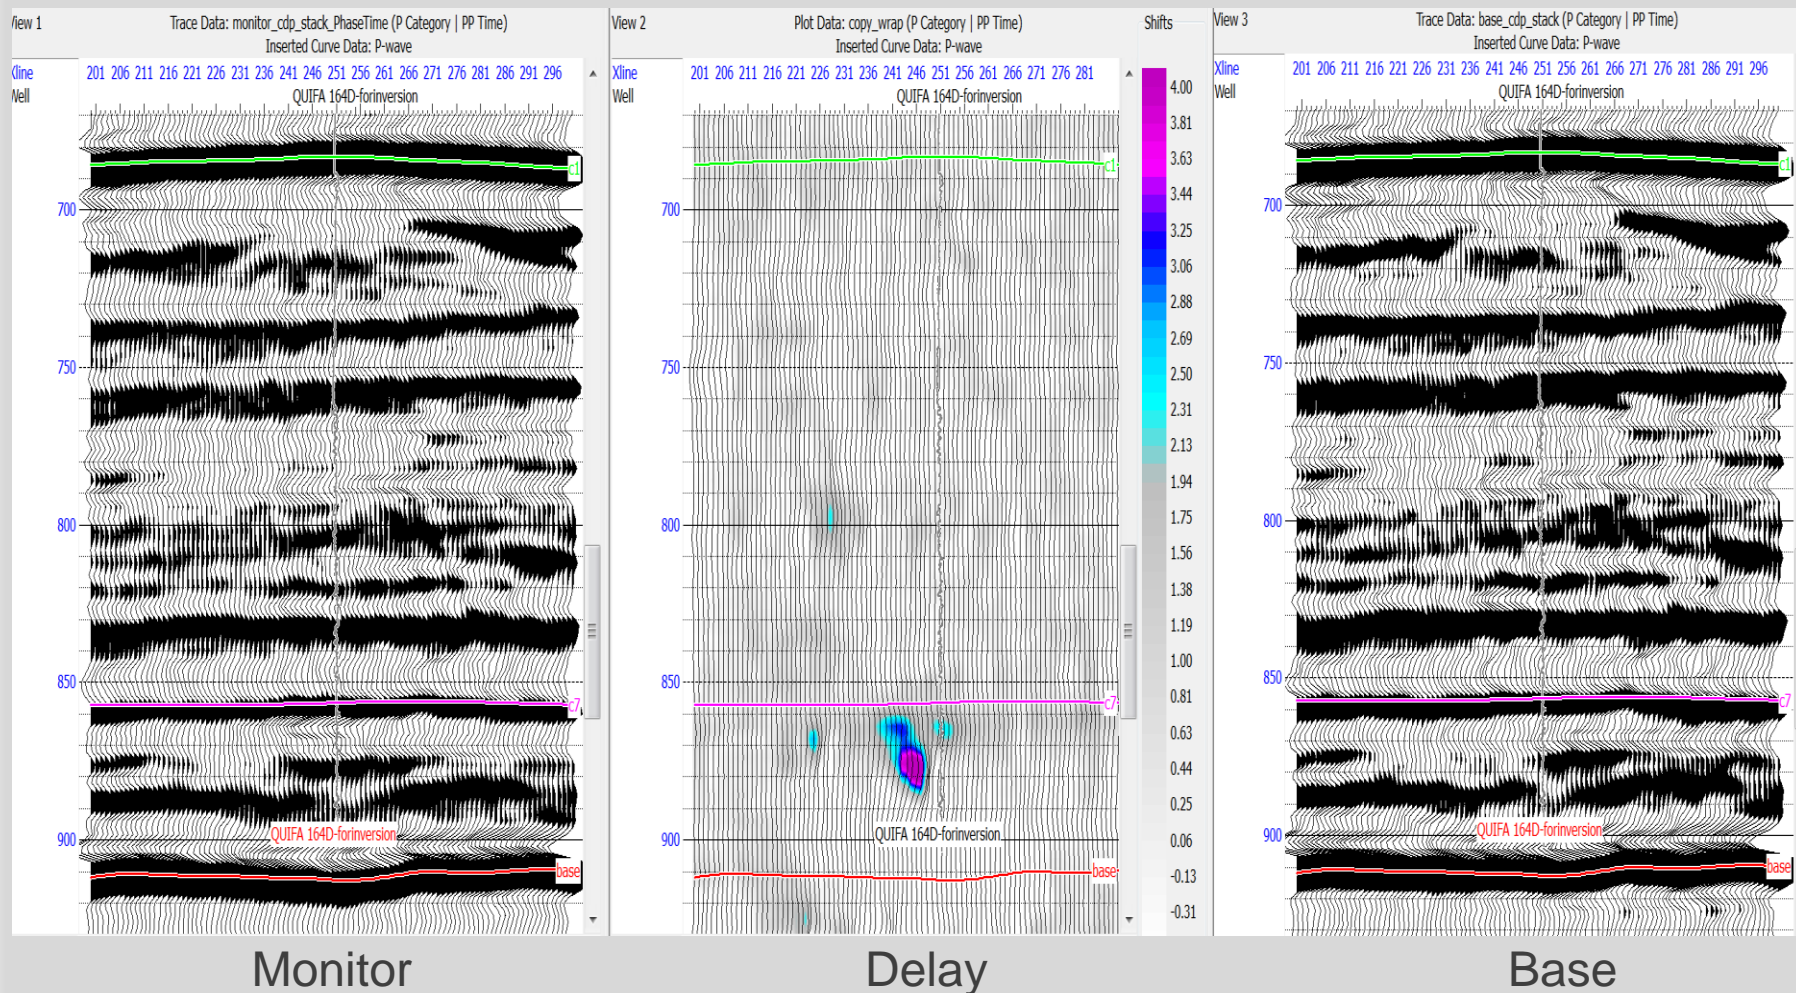 View 1
Trace Data: monitor_cdp_stack_PhaseTime (P Category | PP Time)
Inserted Curve Data: P-wave
Xline 201 206 211 216 221 226 231 236 241 246 251 256 261 266 271 276 281 286 291 296
Well
QUIFA 164D-forinversion
c1
700
750
800
850
c7
900
QUIFA 164D-forinversion
base
View 2
Plot Data: copy_wrap (P Category | PP Time)
Inserted Curve Data: P-wave
Xline 201 206 211 216 221 226 231 236 241 246 251 256 261 266 271 276 281
Well
QUIFA 164D-forinversion
c1
700
750
800
850
c7
900
QUIFA 164D-forinversion
base
Shifts
4.00
3.81
3.63
3.44
3.25
3.06
2.88
2.69
2.50
2.31
2.13
1.94
1.75
1.56
1.38
1.19
1.00
0.81
0.63
0.44
0.25
0.06
-0.13
-0.31
View 3
Trace Data: base_cdp_stack (P Category | PP Time)
Inserted Curve Data: P-wave
Xline 201 206 211 216 221 226 231 236 241 246 251 256 261 266 271 276 281 286 291 296
Well
QUIFA 164D-forinversion
c1
700
750
800
850
c7
900
QUIFA 164D-forinversion
base
Monitor
Delay
Base